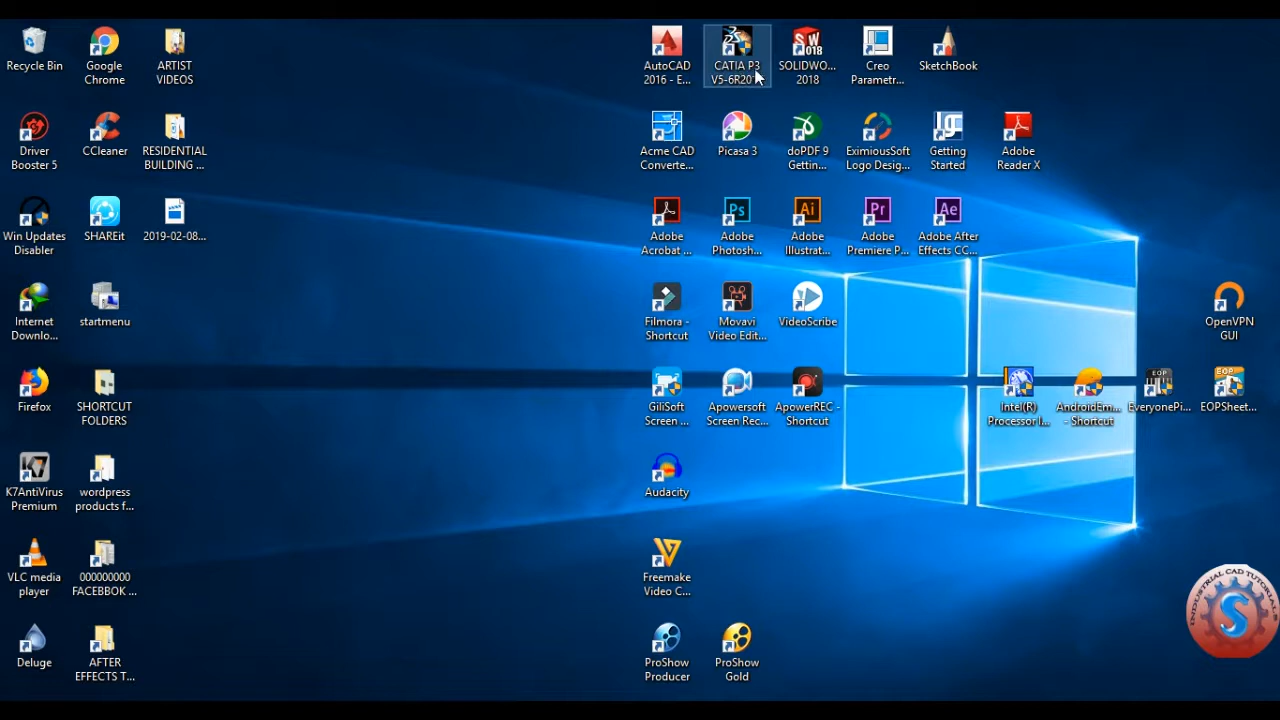 Recycle Bin
Google
Chrome
ARTIST
VIDEOS
AutoCAD
2016 - E...
CATIA P3
V5-6R20
SOLIDWO...
2018
Creo
Parametr...
SketchBook
Driver
Booster 5
CCleaner
RESIDENTIAL
BUILDING ...
Acme CAD
Converte...
Picasa 3
doPDF 9
Gettin...
EximiousSoft
Logo Desig...
Getting
Started
Adobe
Reader X
Win Updates
Disabler
SHAREit
2019-02-08...
Adobe
Acrobat ...
Adobe
Photosh...
Adobe
Illustrat...
Adobe
Premiere P...
Adobe After
Effects CC...
Internet
Downlo...
startmenu
Filmora -
Shortcut
Movavi
Video Edit...
VideoScribe
OpenVPN
GUI
Firefox
SHORTCUT
FOLDERS
GiliSoft
Screen ...
Apowersoft
Screen Rec...
ApowerREC -
Shortcut
Intel(R)
Processor I...
AndroidEm...
- Shortcut
EveryonePi...
EOPSheet...
K7AntiVirus
Premium
wordpress
products f...
Audacity
VLC media
player
000000000
FACEBBOK ...
Freemake
Video C...
INDUSTRIAL CAD TUTORIALS
S
Deluge
AFTER
EFFECTS T...
ProShow
Producer
ProShow
Gold